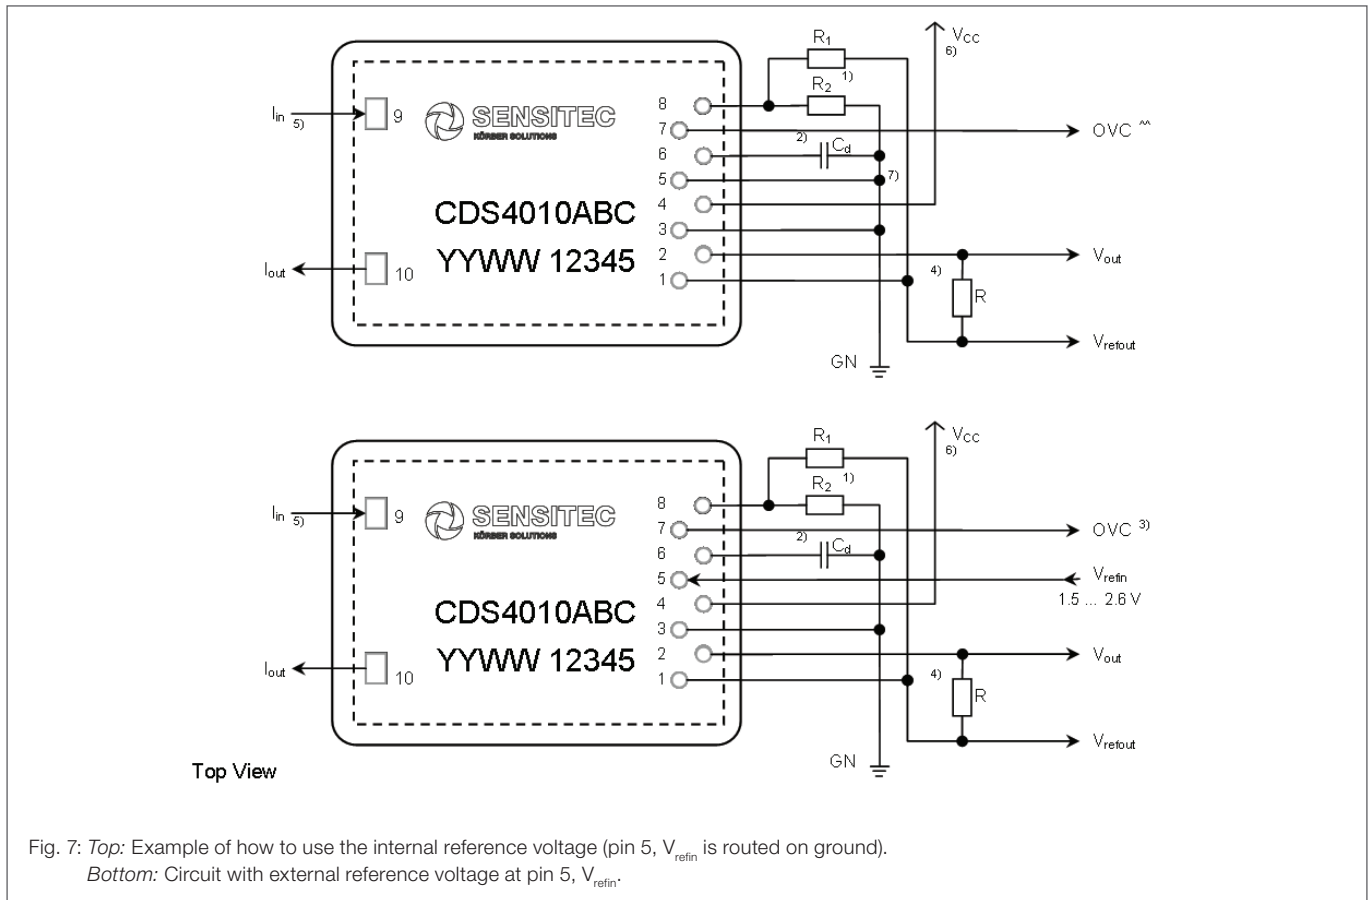 R1
VCC
6)
1)
R2
Iin 5)
9
SENSITEC
KÖRBER SOLUTIONS
8
7
OVC ^^
2)
Cd
6
5
7)
4
CDS4010ABC
3
YYWW 12345
2
Vout
Iout
10
4)
1
R
Vrefout
GN
R1
VCC
6)
1)
R2
Iin 5)
9
SENSITEC
KÖRBER SOLUTIONS
8
7
OVC 3)
2)
Cd
6
5
Vrefin
1.5 ... 2.6 V
4
CDS4010ABC
3
YYWW 12345
2
Vout
Iout
10
4)
1
R
Vrefout
GN
Top View
Fig. 7: Top: Example of how to use the internal reference voltage (pin 5, Vrefin is routed on ground).
Bottom: Circuit with external reference voltage at pin 5, Vrefin.